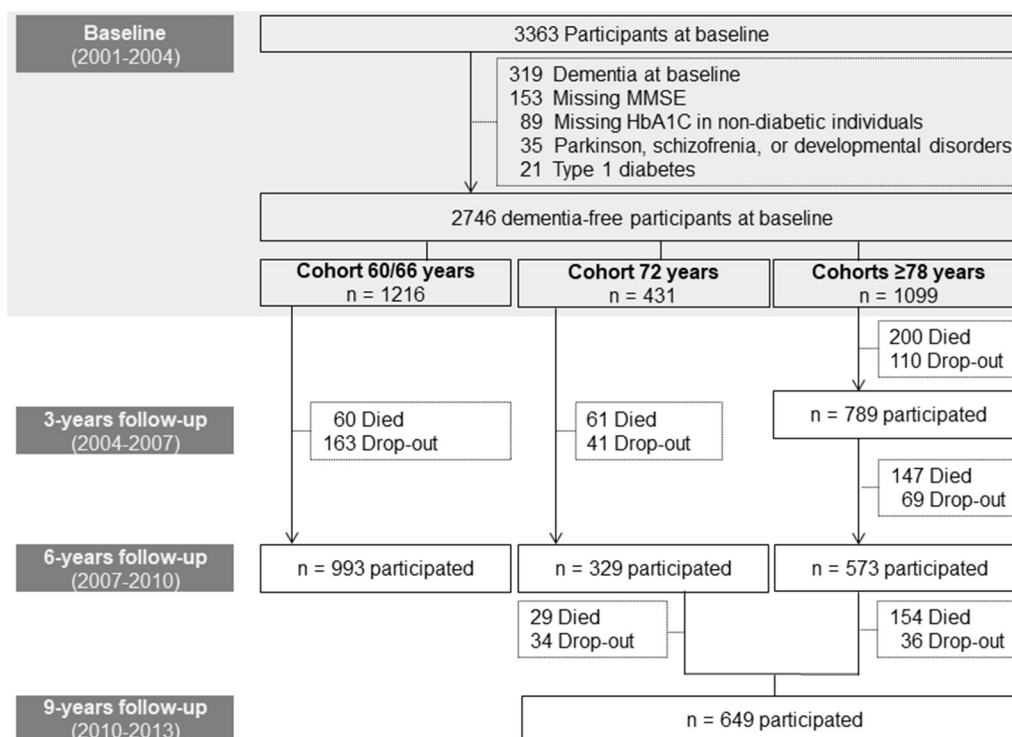 Baseline
(2001-2004)
3363 Participants at baseline
319 Dementia at baseline
153 Missing MMSE
89 Missing HbA1C in non-diabetic individuals
35 Parkinson, schizofrenia, or developmental disorders
21 Type 1 diabetes
2746 dementia-free participants at baseline
Cohort 60/66 years
n = 1216
Cohort 72 years
n = 431
Cohorts ≥78 years
n = 1099
200 Died
110 Drop-out
3-years follow-up
(2004-2007)
60 Died
163 Drop-out
61 Died
41 Drop-out
n = 789 participated
147 Died
69 Drop-out
6-years follow-up
(2007-2010)
n = 993 participated
n = 329 participated
n = 573 participated
29 Died
34 Drop-out
154 Died
36 Drop-out
9-years follow-up
(2010-2013)
n = 649 participated